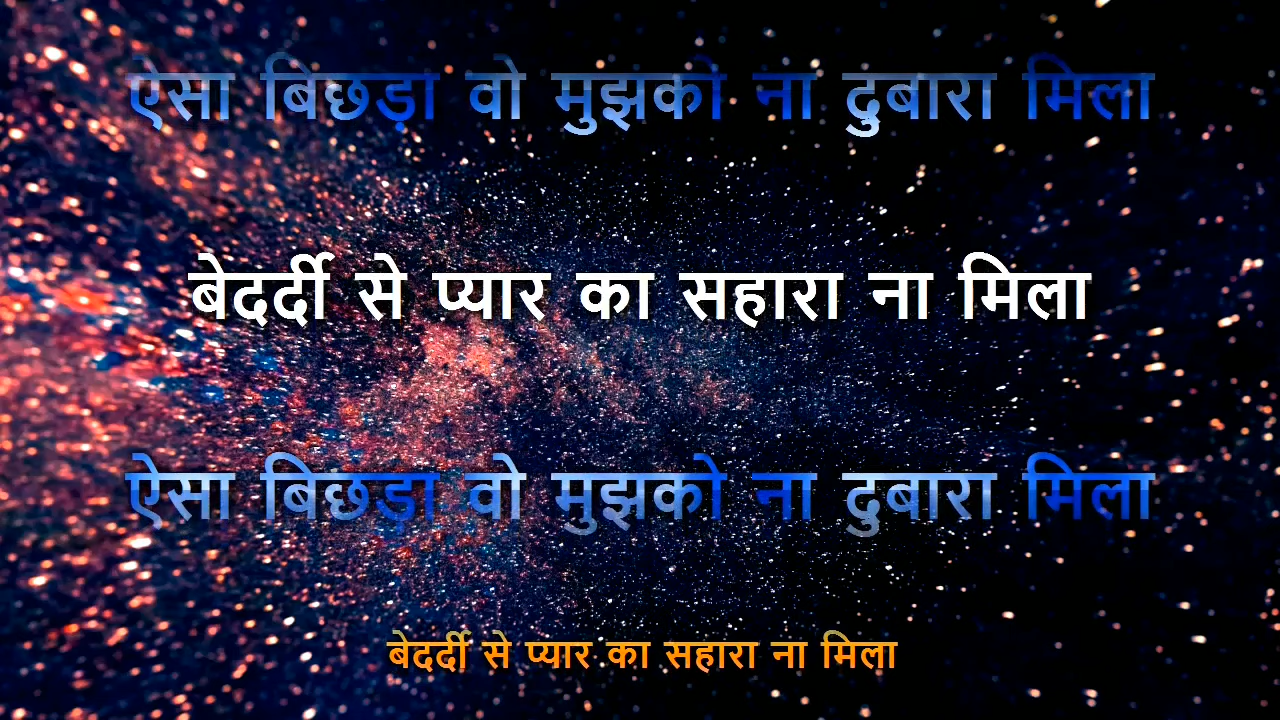 ऐसा बिछड़ा वो मुझको ना दुबारा मिला
बेदर्दी से प्यार का सहारा ना मिला
ऐसा बिछड़ा वो मुझको ना दुबारा मिला
बेदर्दी से प्यार का सहारा ना मिला